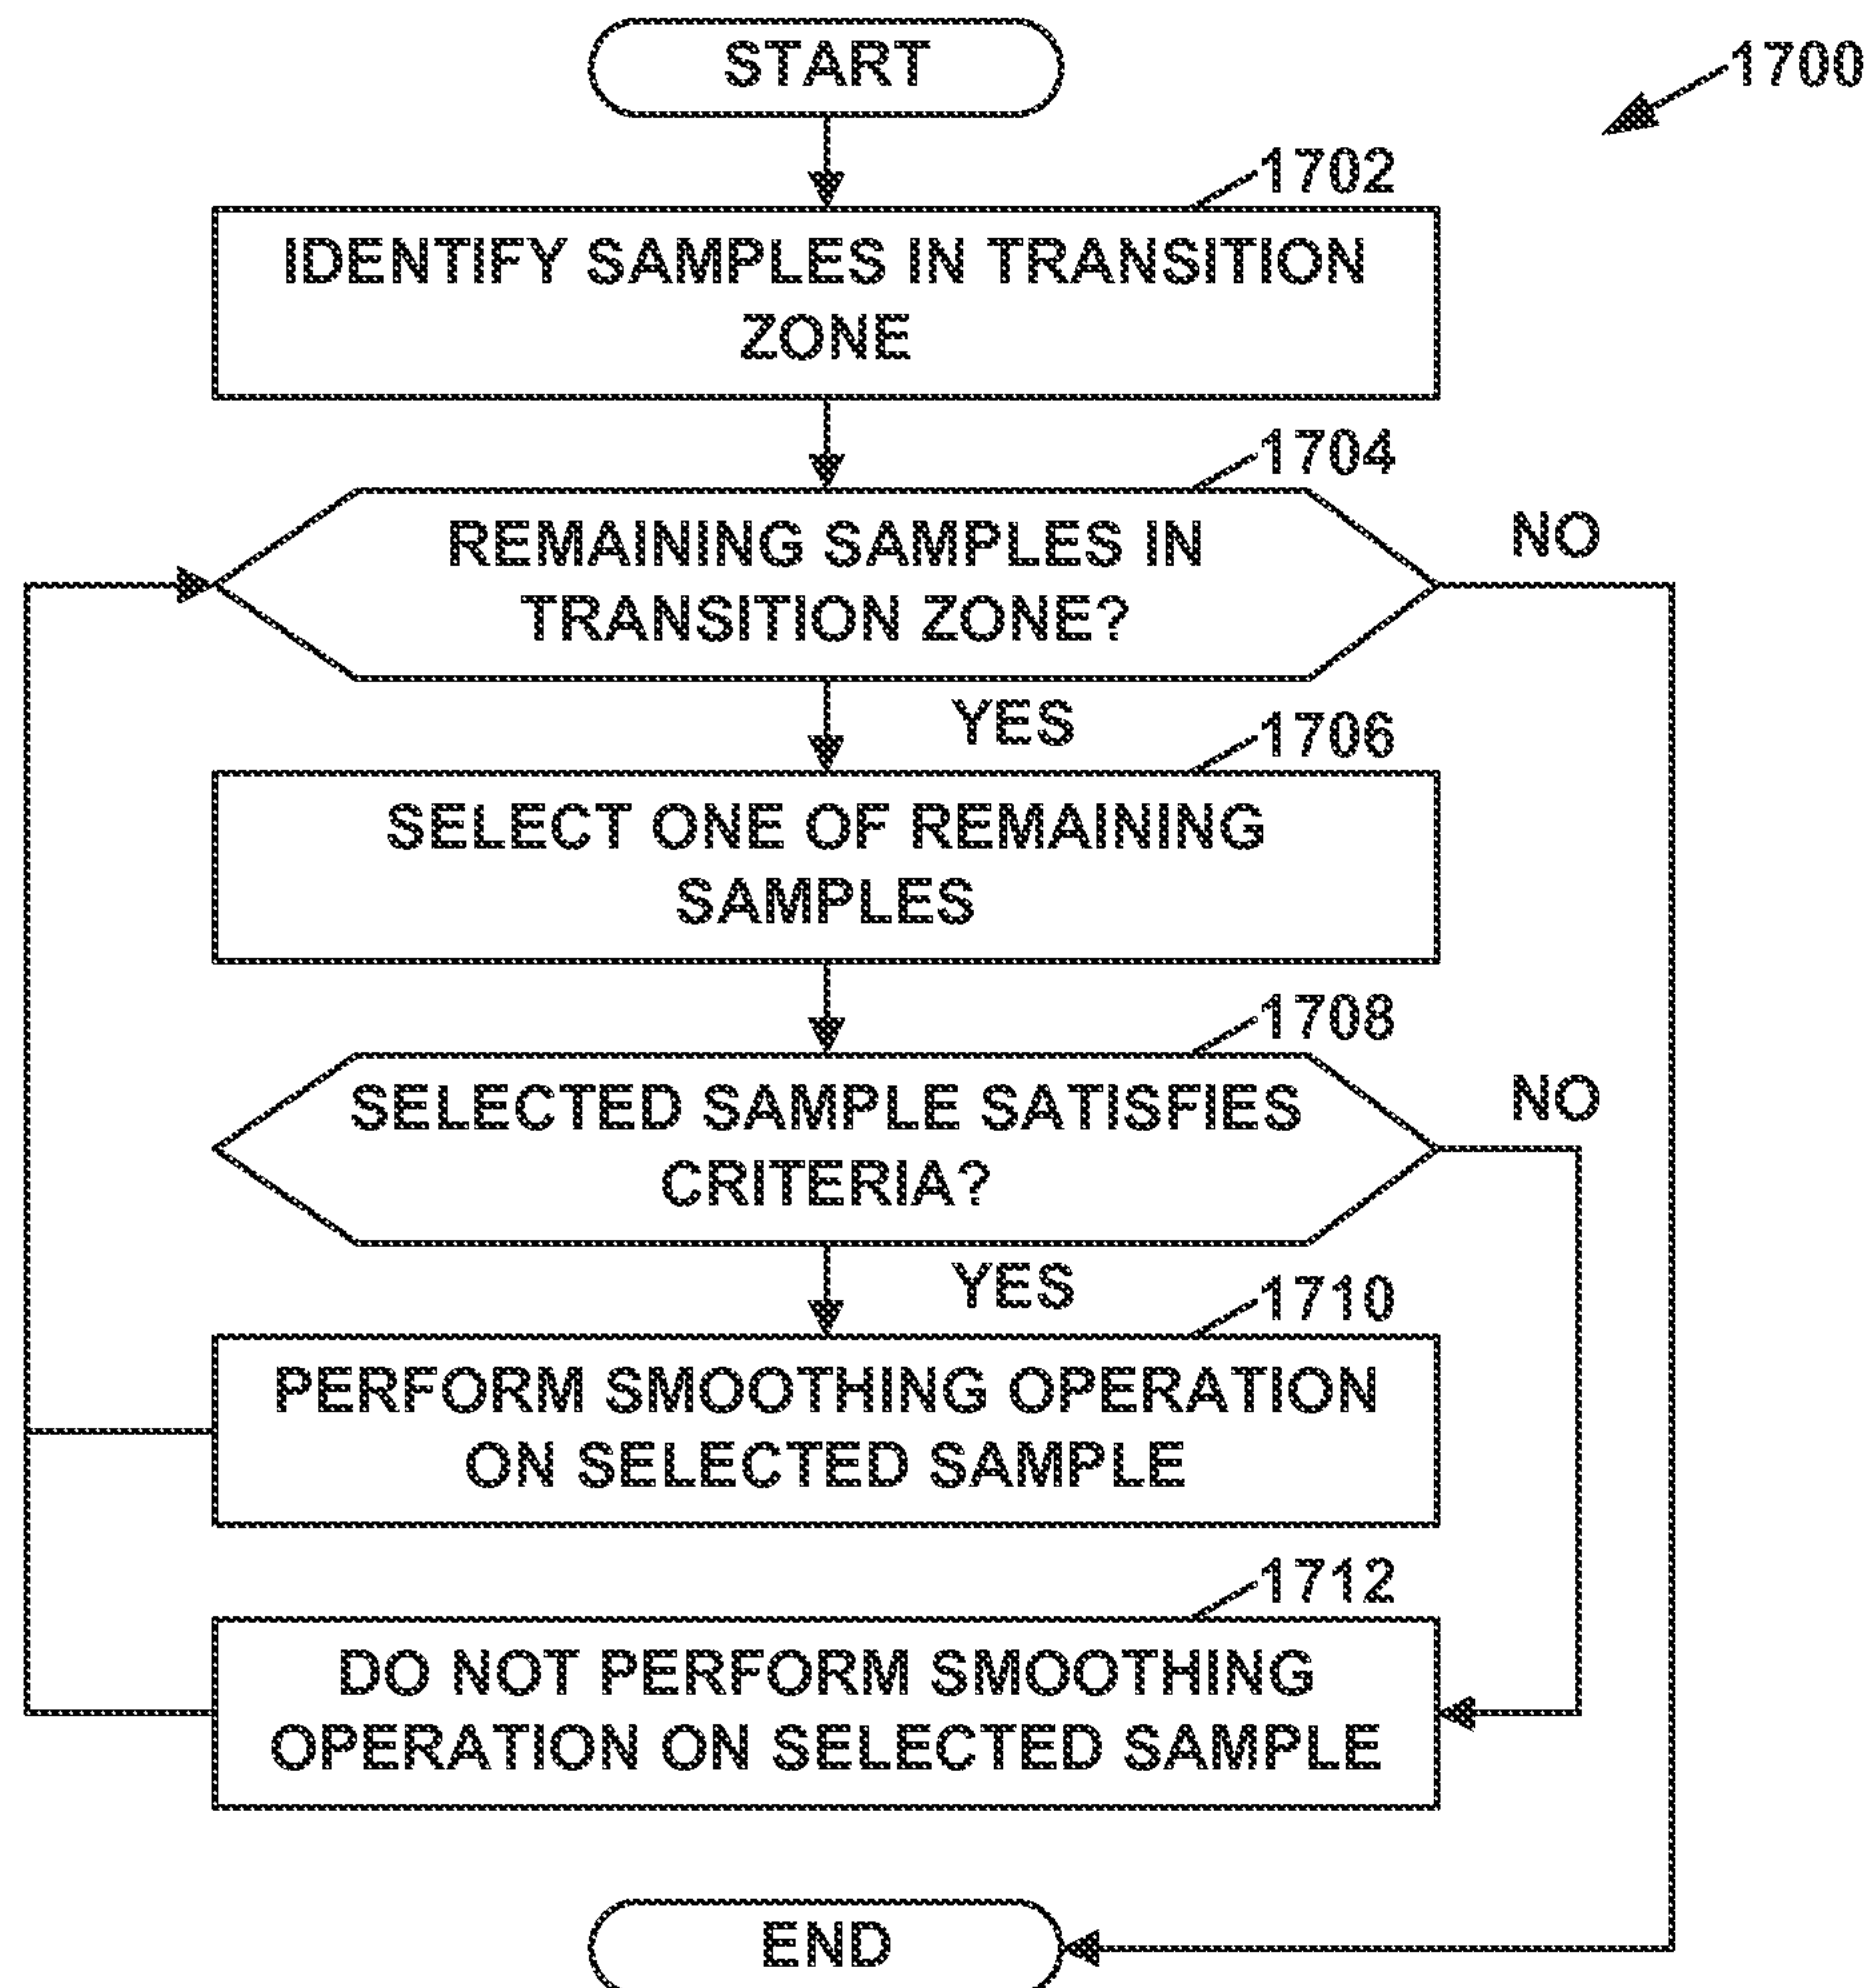 START
1700
1702
IDENTIFY SAMPLES IN TRANSITION
ZONE
1704
REMAINING SAMPLES IN
TRANSITION ZONE?
NO
YES
1706
SELECT ONE OF REMAINING
SAMPLES
1708
SELECTED SAMPLE SATISFIES
CRITERIA?
NO
YES
1710
PERFORM SMOOTHING OPERATION
ON SELECTED SAMPLE
1712
DO NOT PERFORM SMOOTHING
OPERATION ON SELECTED SAMPLE
END